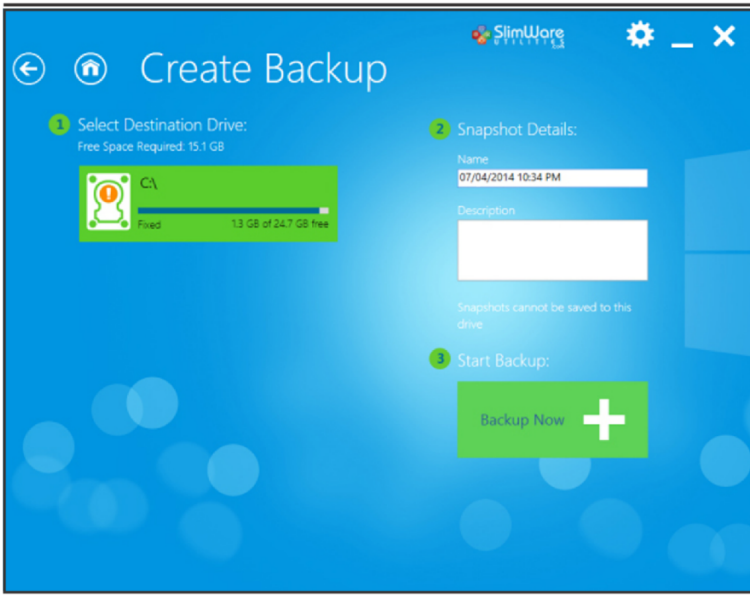 SlimWare
UTILITIES
Create Backup
1 Select Destination Drive:
Free Space Required: 15.1 GB
C:\
Fixed 1.3 GB of 24.7 GB free
2 Snapshot Details:
Name
07/04/2014 10:34 PM
Description
Snapshots cannot be saved to this
drive
3 Start Backup:
Backup Now